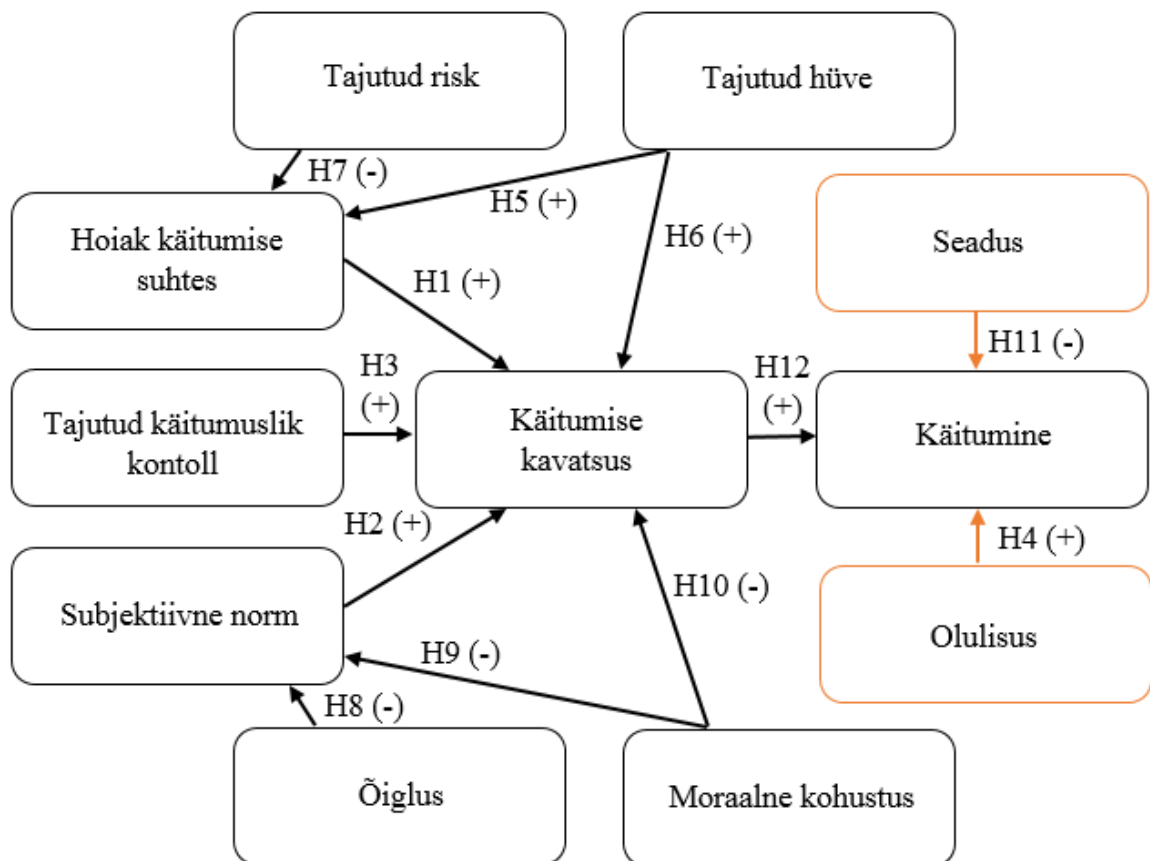 Tajutud risk
Tajutud hüve
H7 (-)
H5 (+)
H6 (+)
Hoiak käitumise
suhtes
Seadus
H1 (+)
H11 (-)
H3
(+)
H12
(+)
Tajutud käitumuslik
kontoll
Käitumise
kavatsus
Käitumine
H2 (+)
H4 (+)
H10 (-)
Subjektiivne norm
Olulisus
H9 (-)
H8 (-)
Õiglus
Moraalne kohustus